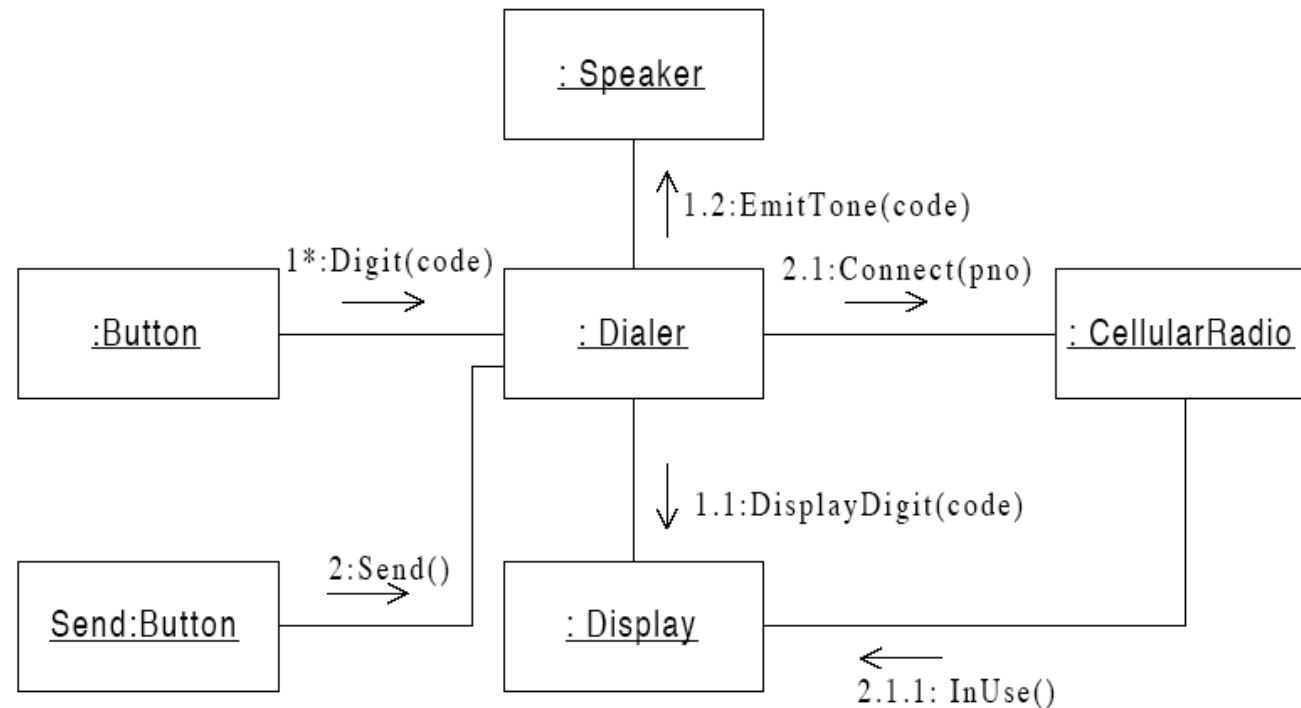 : Speaker
1.2:EmitTone(code)
1*:Digit(code)
2.1:Connect(pno)
:Button
: Dialer
: CellularRadio
1.1:DisplayDigit(code)
2:Send()
Send:Button
: Display
2.1.1: InUse()